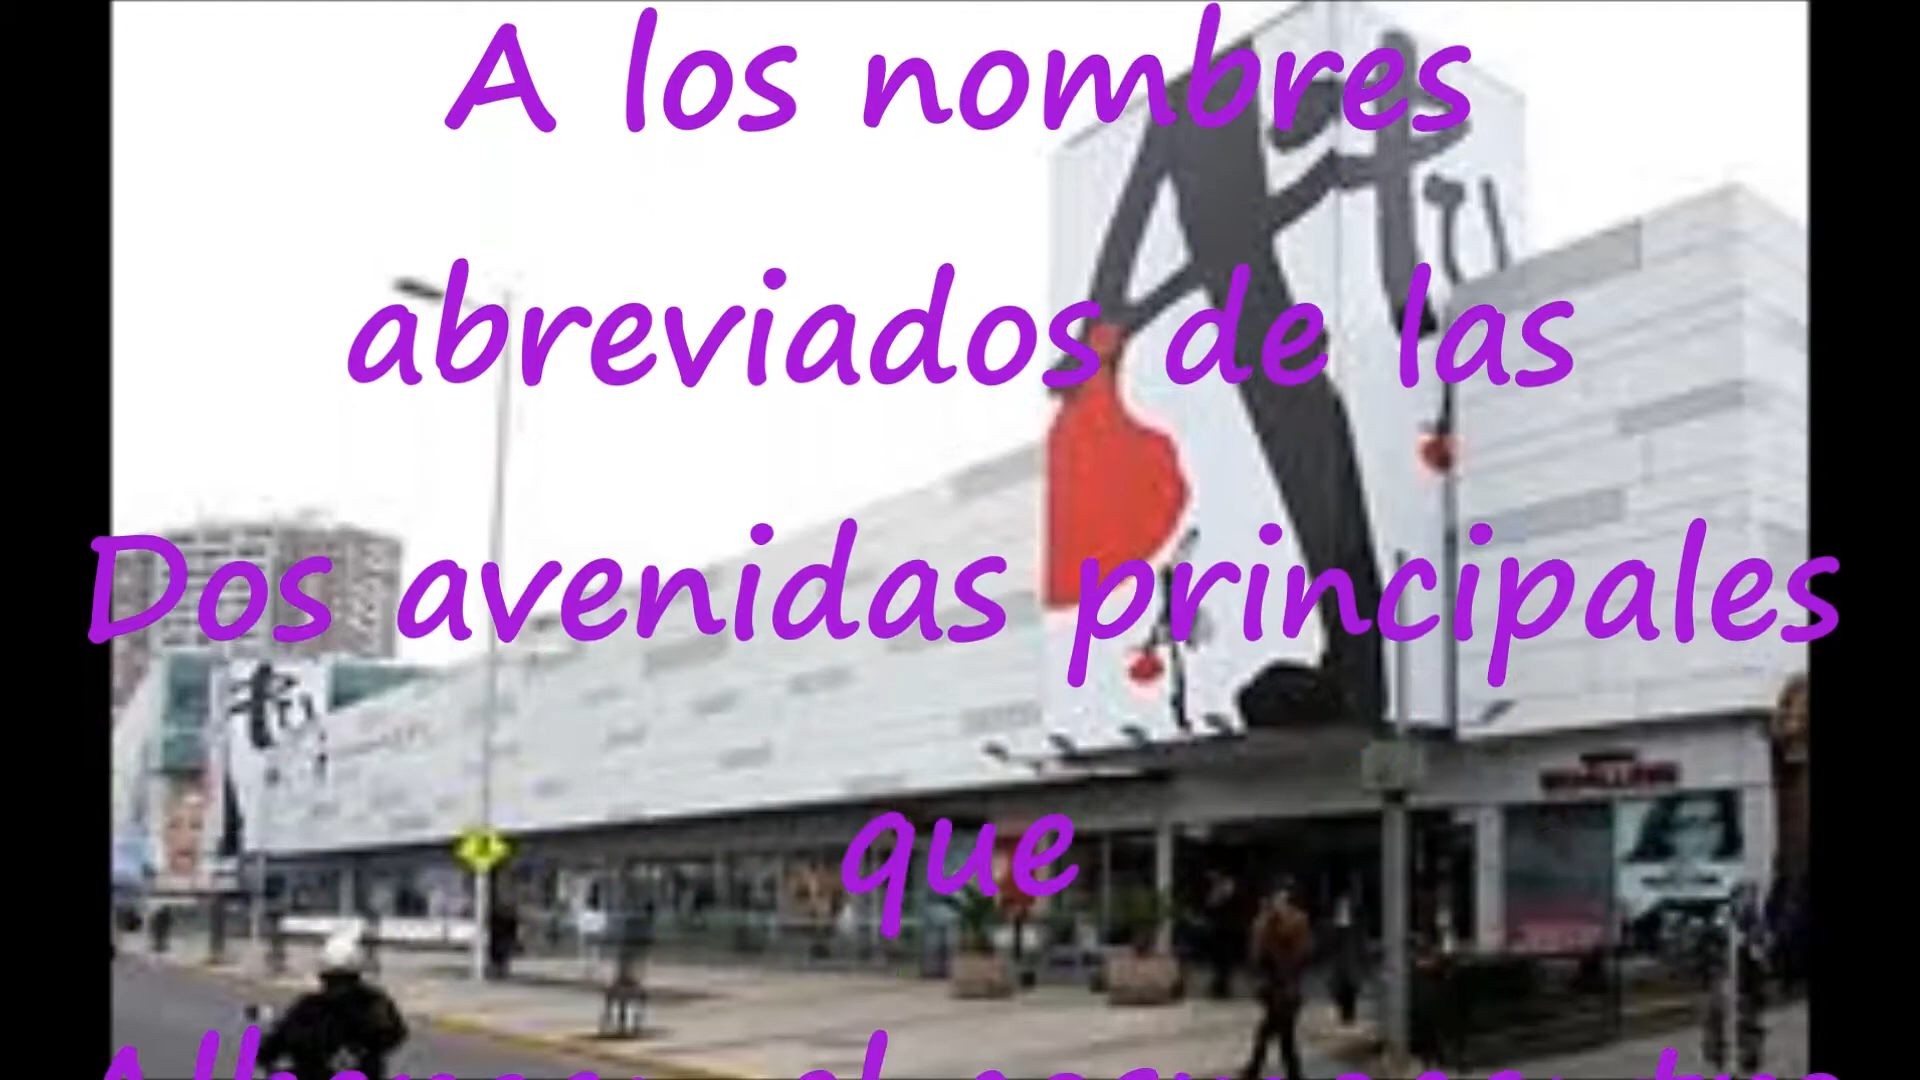 A los nombres
abreviados de las
Dos avenidas principales
que